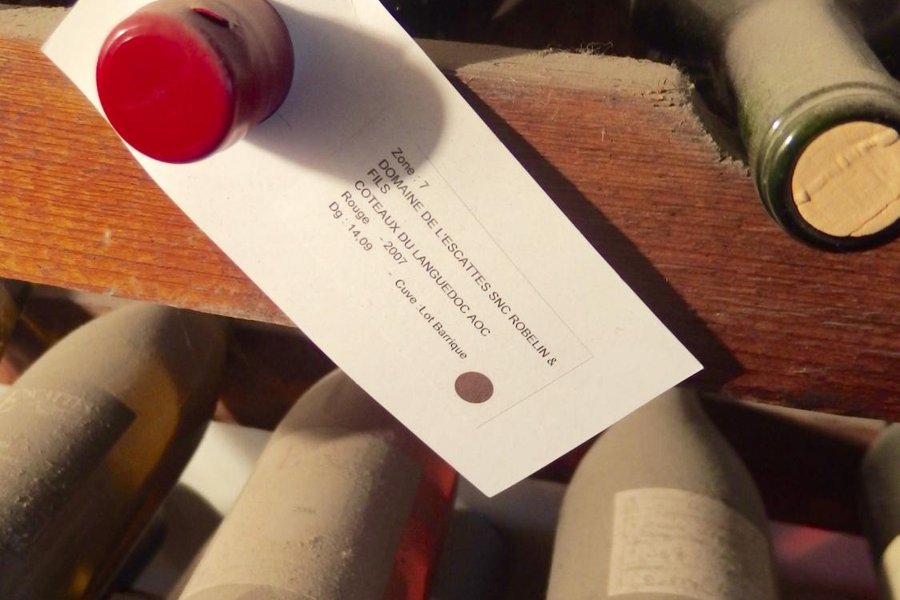 Zone : 7
DOMAINE DE L'ESCATTES SNC ROBELIN &
FILS
COTEAUX DU LANGUEDOC AOC
Rouge - 2007
Dg : 14,09 - Cuve :Lot Barrique